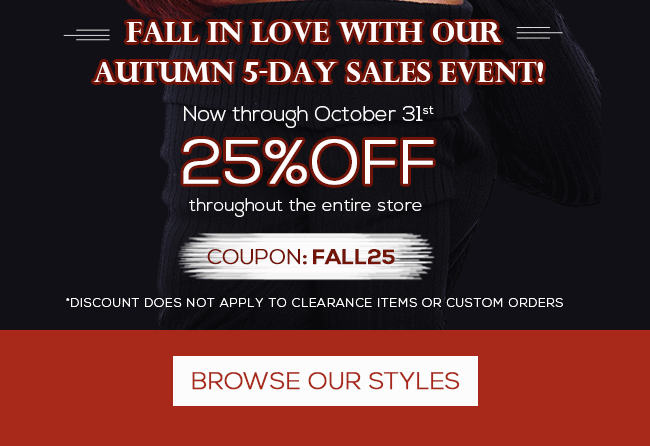 FALL IN LOVE WITH OUR
AUTUMN 5-DAY SALES EVENT!
Now through October 31st
25%OFF
throughout the entire store
COUPON: FALL25
*DISCOUNT DOES NOT APPLY TO CLEARANCE ITEMS OR CUSTOM ORDERS
BROWSE OUR STYLES